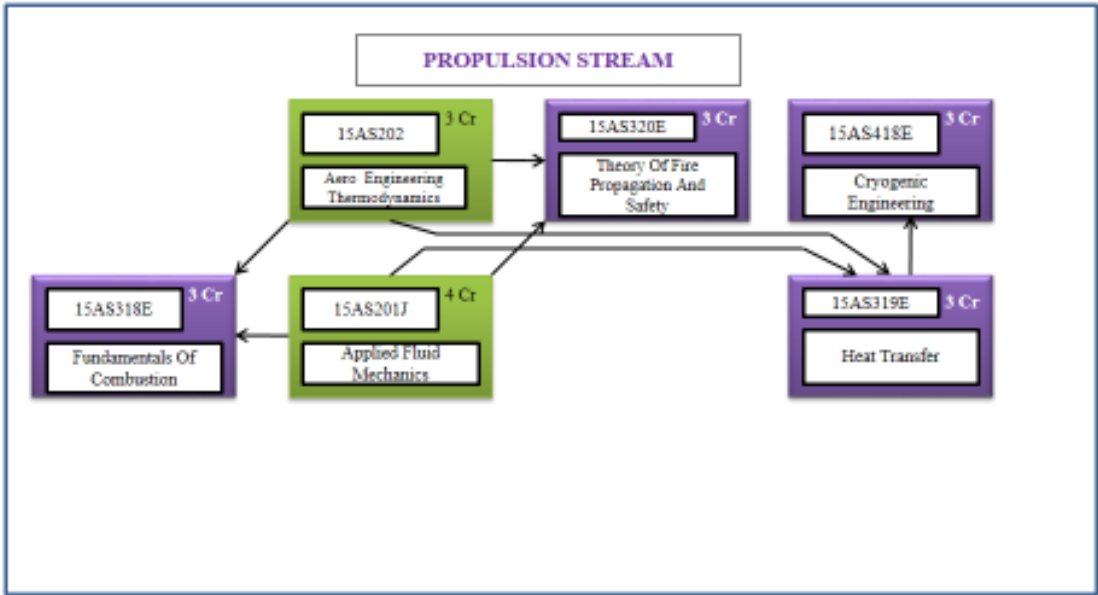 PROPULSION STREAM
3 Cr
15AS202
Aero Engineering
Thermodynamics
3 Cr
15AS320E
Theory Of Fire
Propagation And
Safety
3 Cr
15AS418E
Cryogenic
Engineering
3 Cr
15AS318E
Fundamentals Of
Combustion
4 Cr
15AS201J
Applied Fluid
Mechanics
3 Cr
15AS319E
Heat Transfer